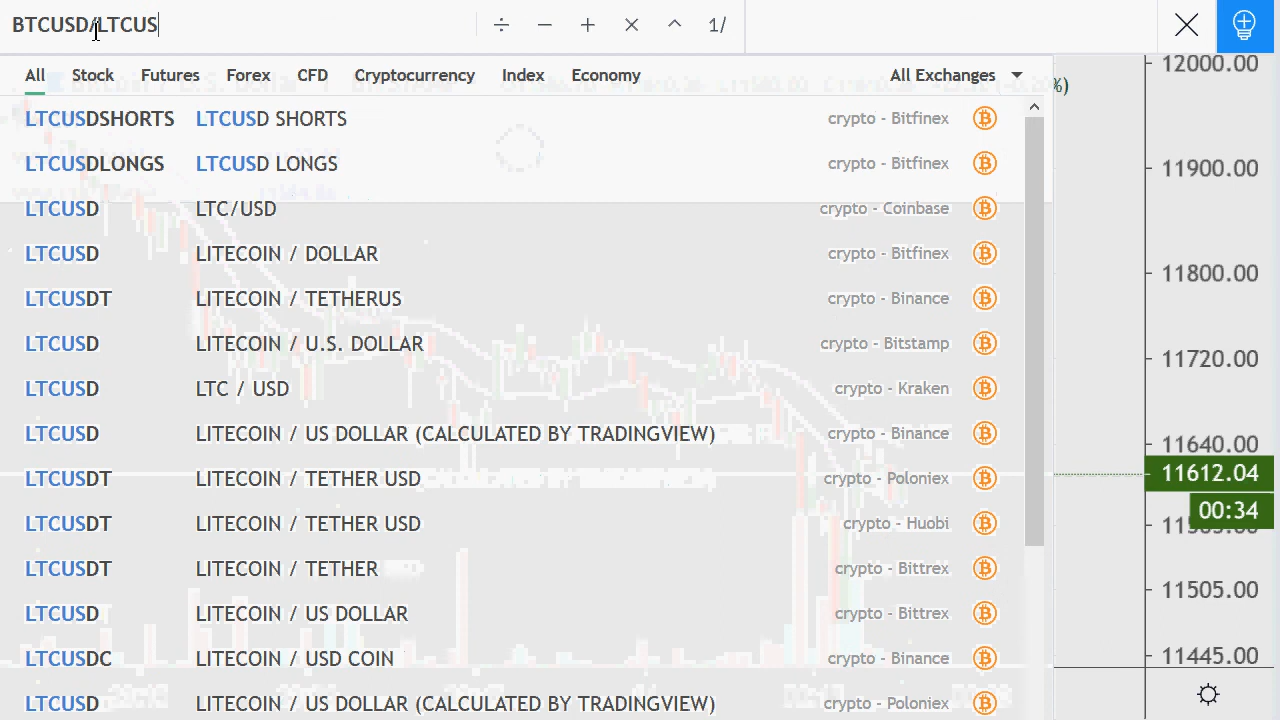 BTCUSD/LTCUS ÷ − + × ^ 1/
All Stock Futures Forex CFD Cryptocurrency Index Economy All Exchanges
%)
12000.00
LTCUSDSHORTS LTCUSD SHORTS crypto - Bitfinex
LTCUSDLONGS LTCUSD LONGS crypto - Bitfinex
11900.00
LTCUSD LTC/USD crypto - Coinbase
LTCUSD LITECOIN / DOLLAR crypto - Bitfinex
11800.00
LTCUSDT LITECOIN / TETHERUS crypto - Binance
LTCUSD LITECOIN / U.S. DOLLAR crypto - Bitstamp
11720.00
LTCUSD LTC / USD crypto - Kraken
LTCUSD LITECOIN / US DOLLAR (CALCULATED BY TRADINGVIEW) crypto - Binance
11640.00
LTCUSDT LITECOIN / TETHER USD crypto - Poloniex
11612.04
00:34
LTCUSDT LITECOIN / TETHER USD crypto - Huobi
LTCUSDT LITECOIN / TETHER crypto - Bittrex
11505.00
LTCUSD LITECOIN / US DOLLAR crypto - Bittrex
LTCUSDC LITECOIN / USD COIN crypto - Binance
11445.00
LTCUSD LITECOIN / US DOLLAR (CALCULATED BY TRADINGVIEW) crypto - Poloniex